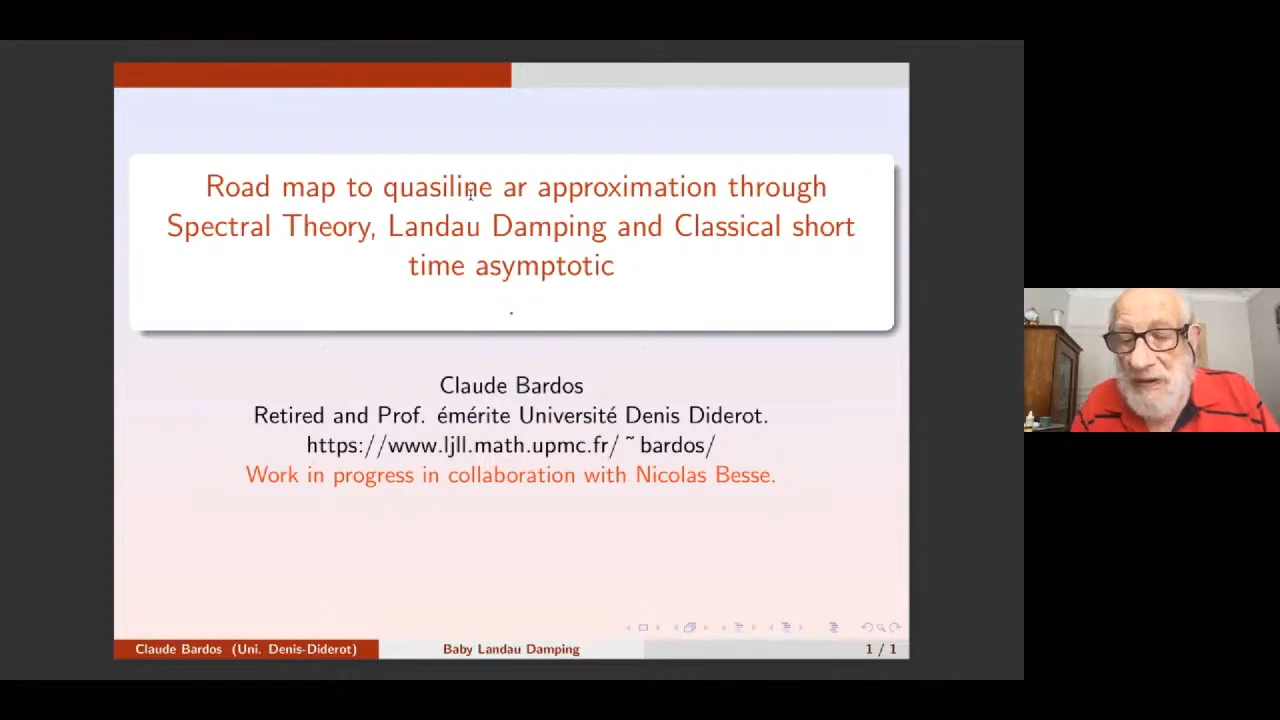 Road map to quasiline ar approximation through
Spectral Theory, Landau Damping and Classical short
time asymptotic
.
Claude Bardos
Retired and Prof. émérite Université Denis Diderot.
https://www.ljll.math.upmc.fr/ ˜ bardos/
Work in progress in collaboration with Nicolas Besse.
Claude Bardos (Uni. Denis-Diderot)
Baby Landau Damping
1 / 1